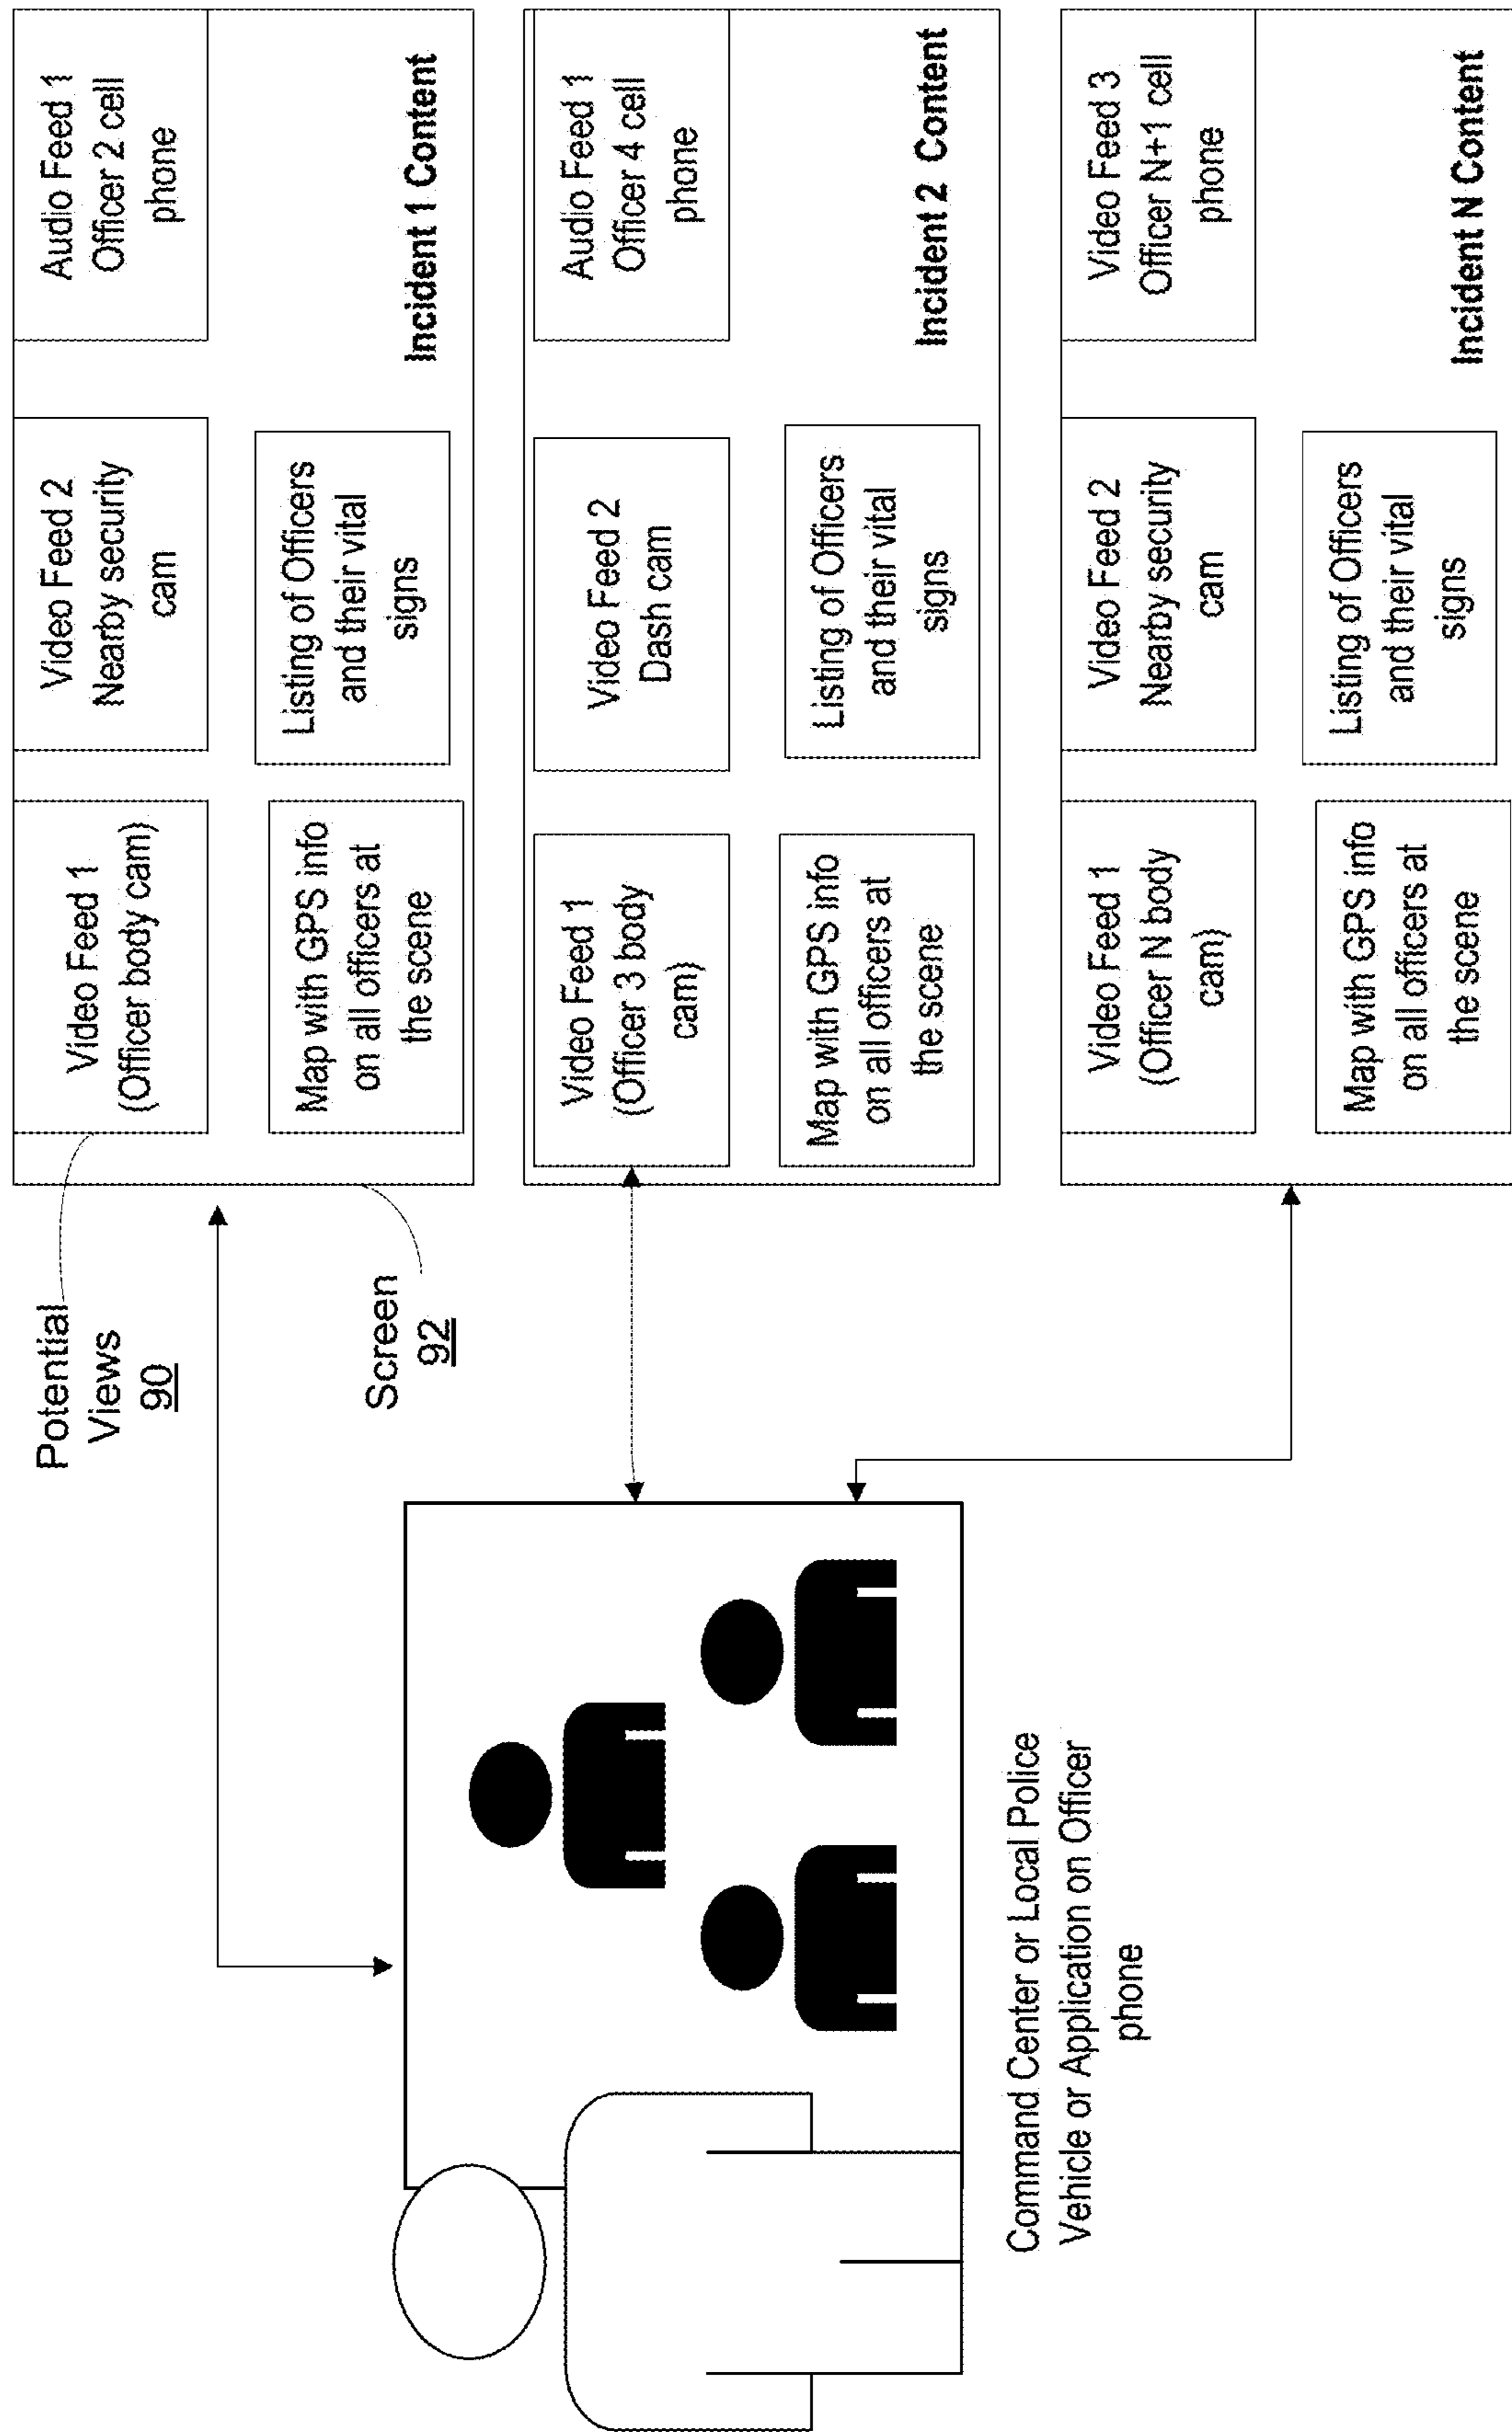 Potential
Views
90
Screen
92
Video Feed 1
(Officer body cam)
Video Feed 2
Nearby security
cam
Audio Feed 1
Officer 2 cell
phone
Map with GPS info
on all officers at
the scene
Listing of Officers
and their vital
signs
Incident 1 Content
Video Feed 1
(Officer 3 body
cam)
Video Feed 2
Dash cam
Audio Feed 1
Officer 4 cell
phone
Map with GPS info
on all officers at
the scene
Listing of Officers
and their vital
signs
Incident 2 Content
Video Feed 1
(Officer N body
cam)
Video Feed 2
Nearby security
cam
Video Feed 3
Officer N+1 cell
phone
Map with GPS info
on all officers at
the scene
Listing of Officers
and their vital
signs
Incident N Content
Command Center or Local Police
Vehicle or Application on Officer
phone